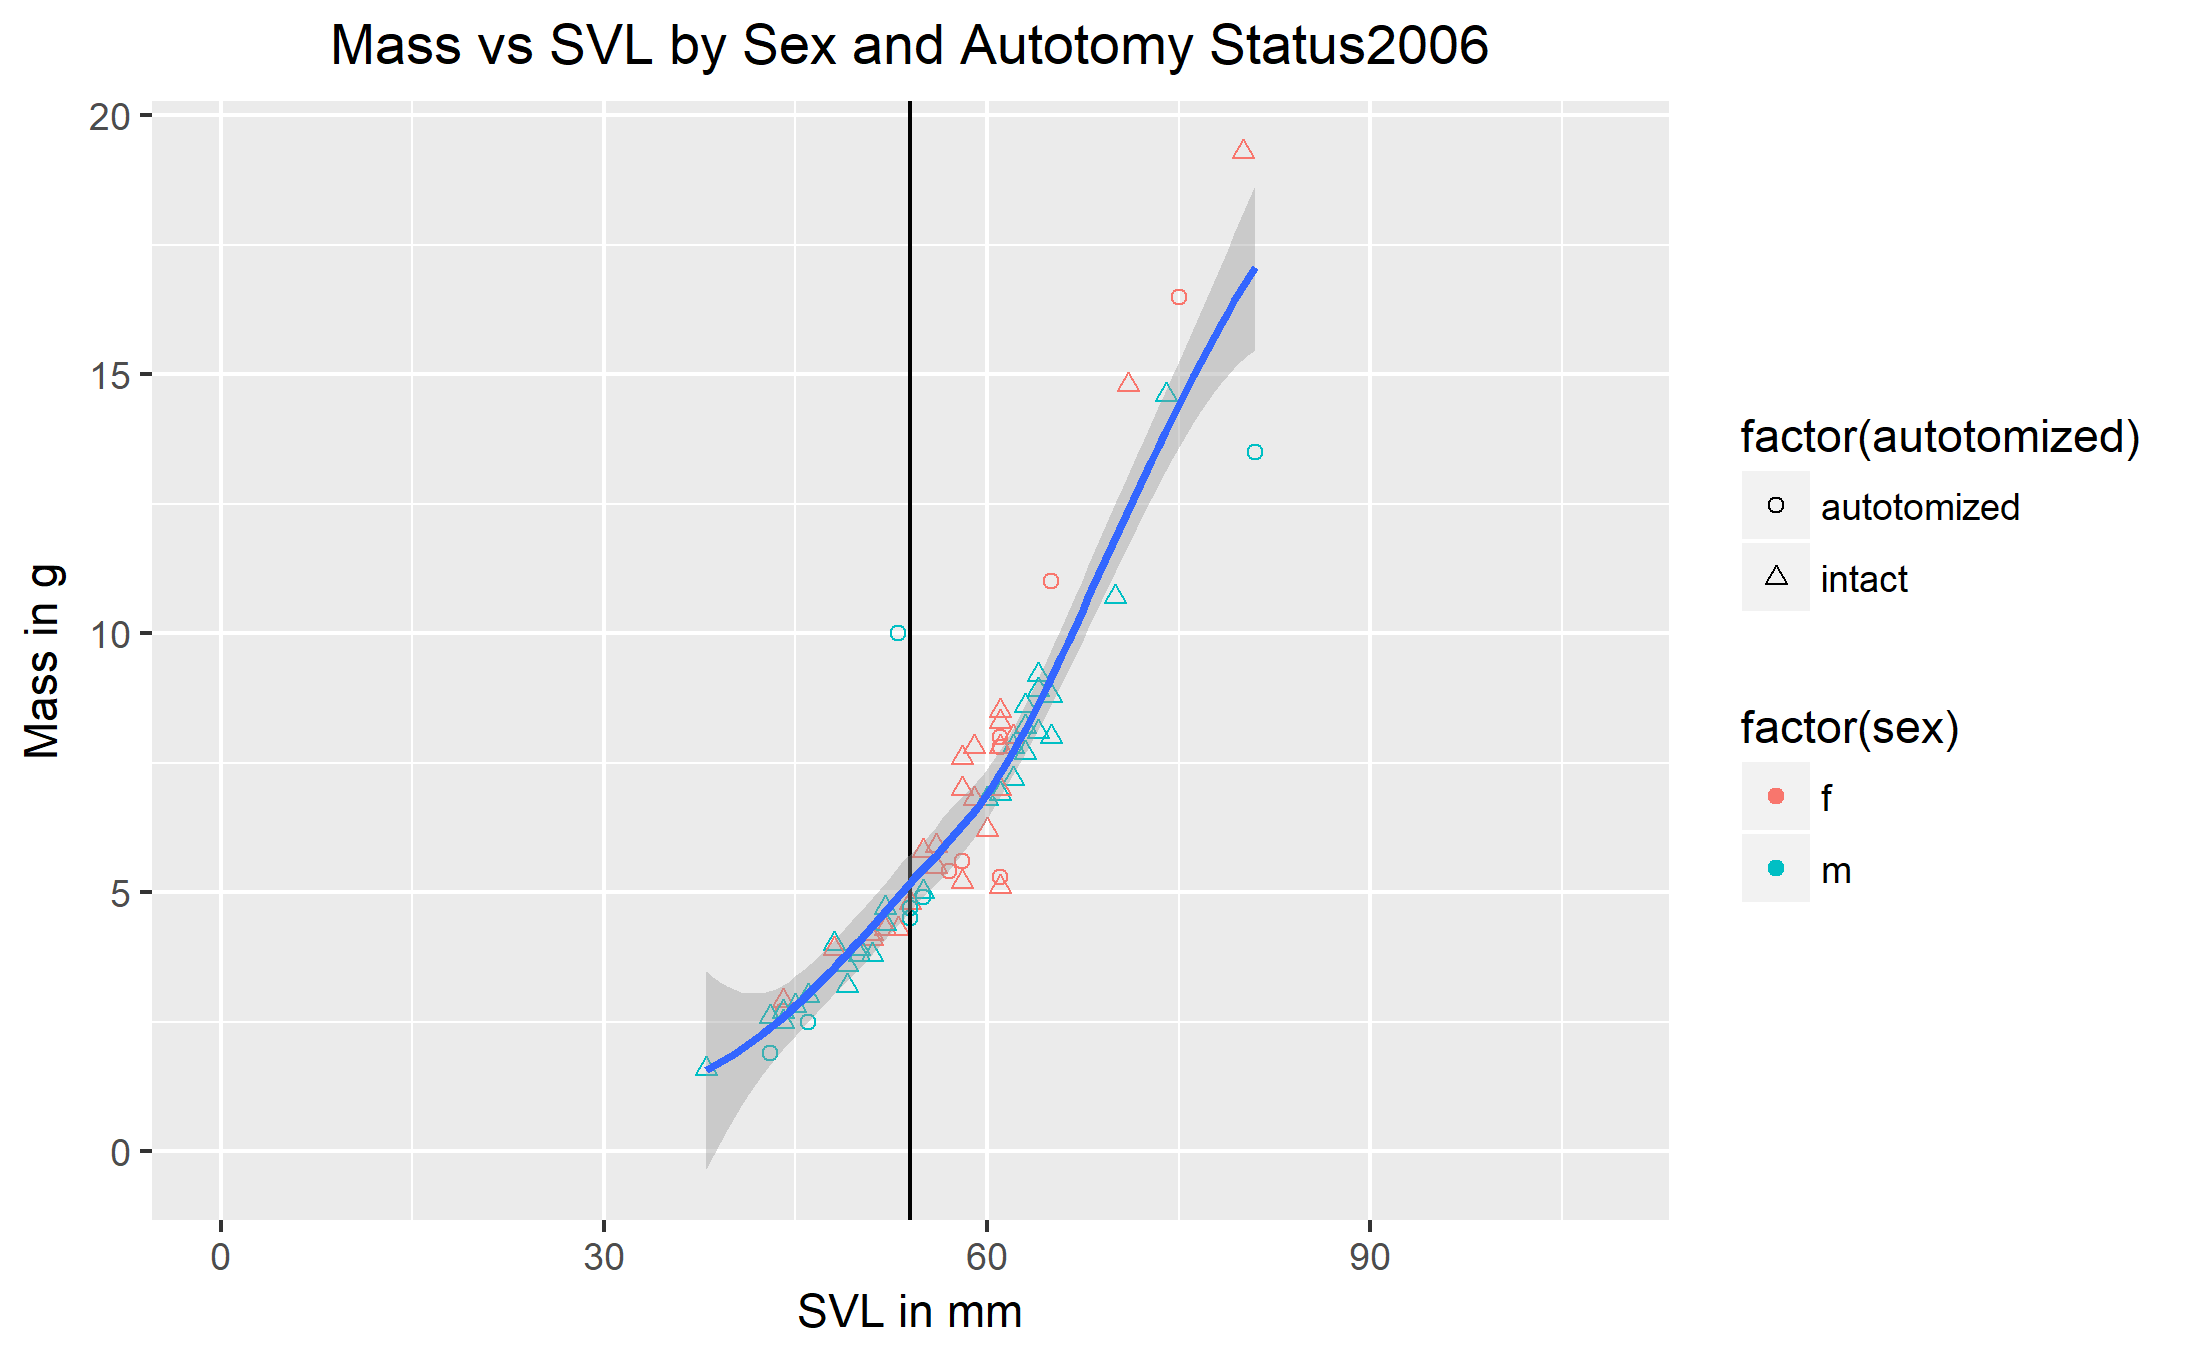 Mass vs SVL by Sex and Autotomy Status2006
20
15
10
5
0
Mass in g
0 30 60 90
SVL in mm
factor(autotomized)
autotomized
intact
factor(sex)
f
m